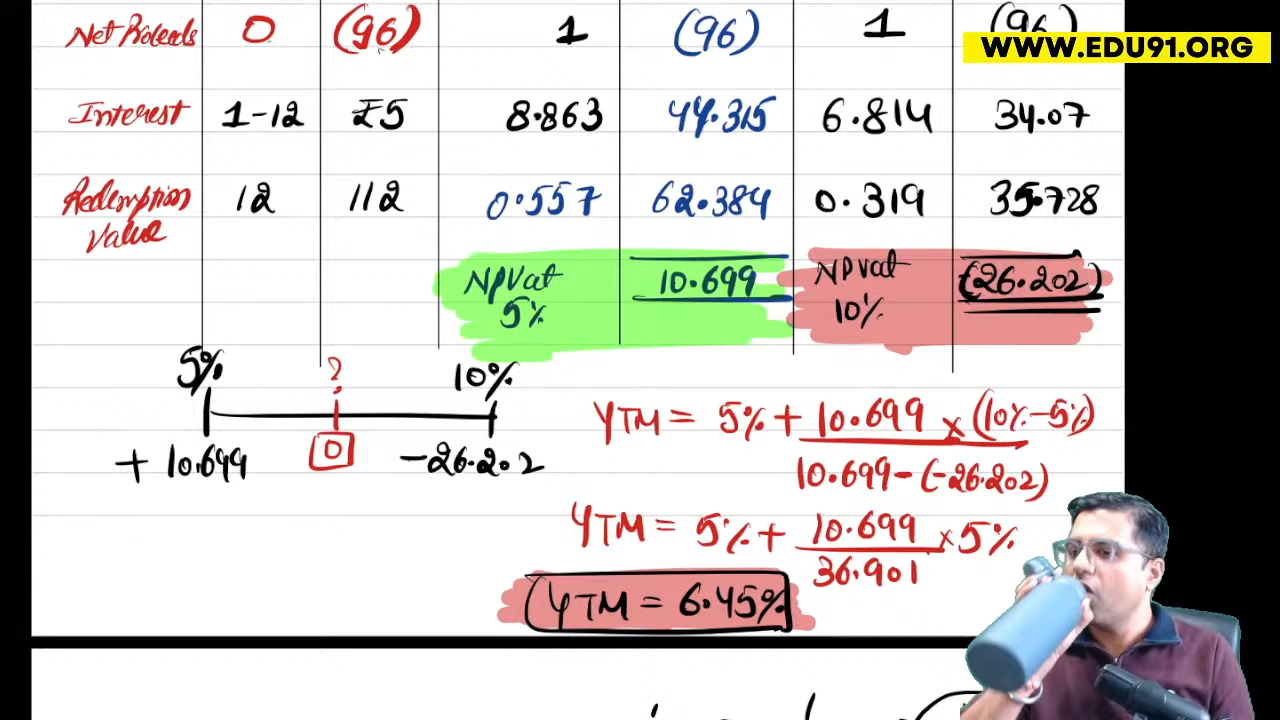 Net Proceeds 0 (96) 1 (96) 1 (96)
WWW.EDU91.ORG
Interest 1-12 ₹5 8.863 44.315 6.814 34.07
Redemption Value 12 112 0.557 62.384 0.319 35.728
NPV at 5% 10.699 NPV at 10% (26.202)
5% ? 10%
+10.699 0 -26.202
YTM = 5% + 10.699 × (10% - 5%)
10.699 - (-26.202)
YTM = 5% + 10.699 × 5%
36.901
YTM = 6.45%